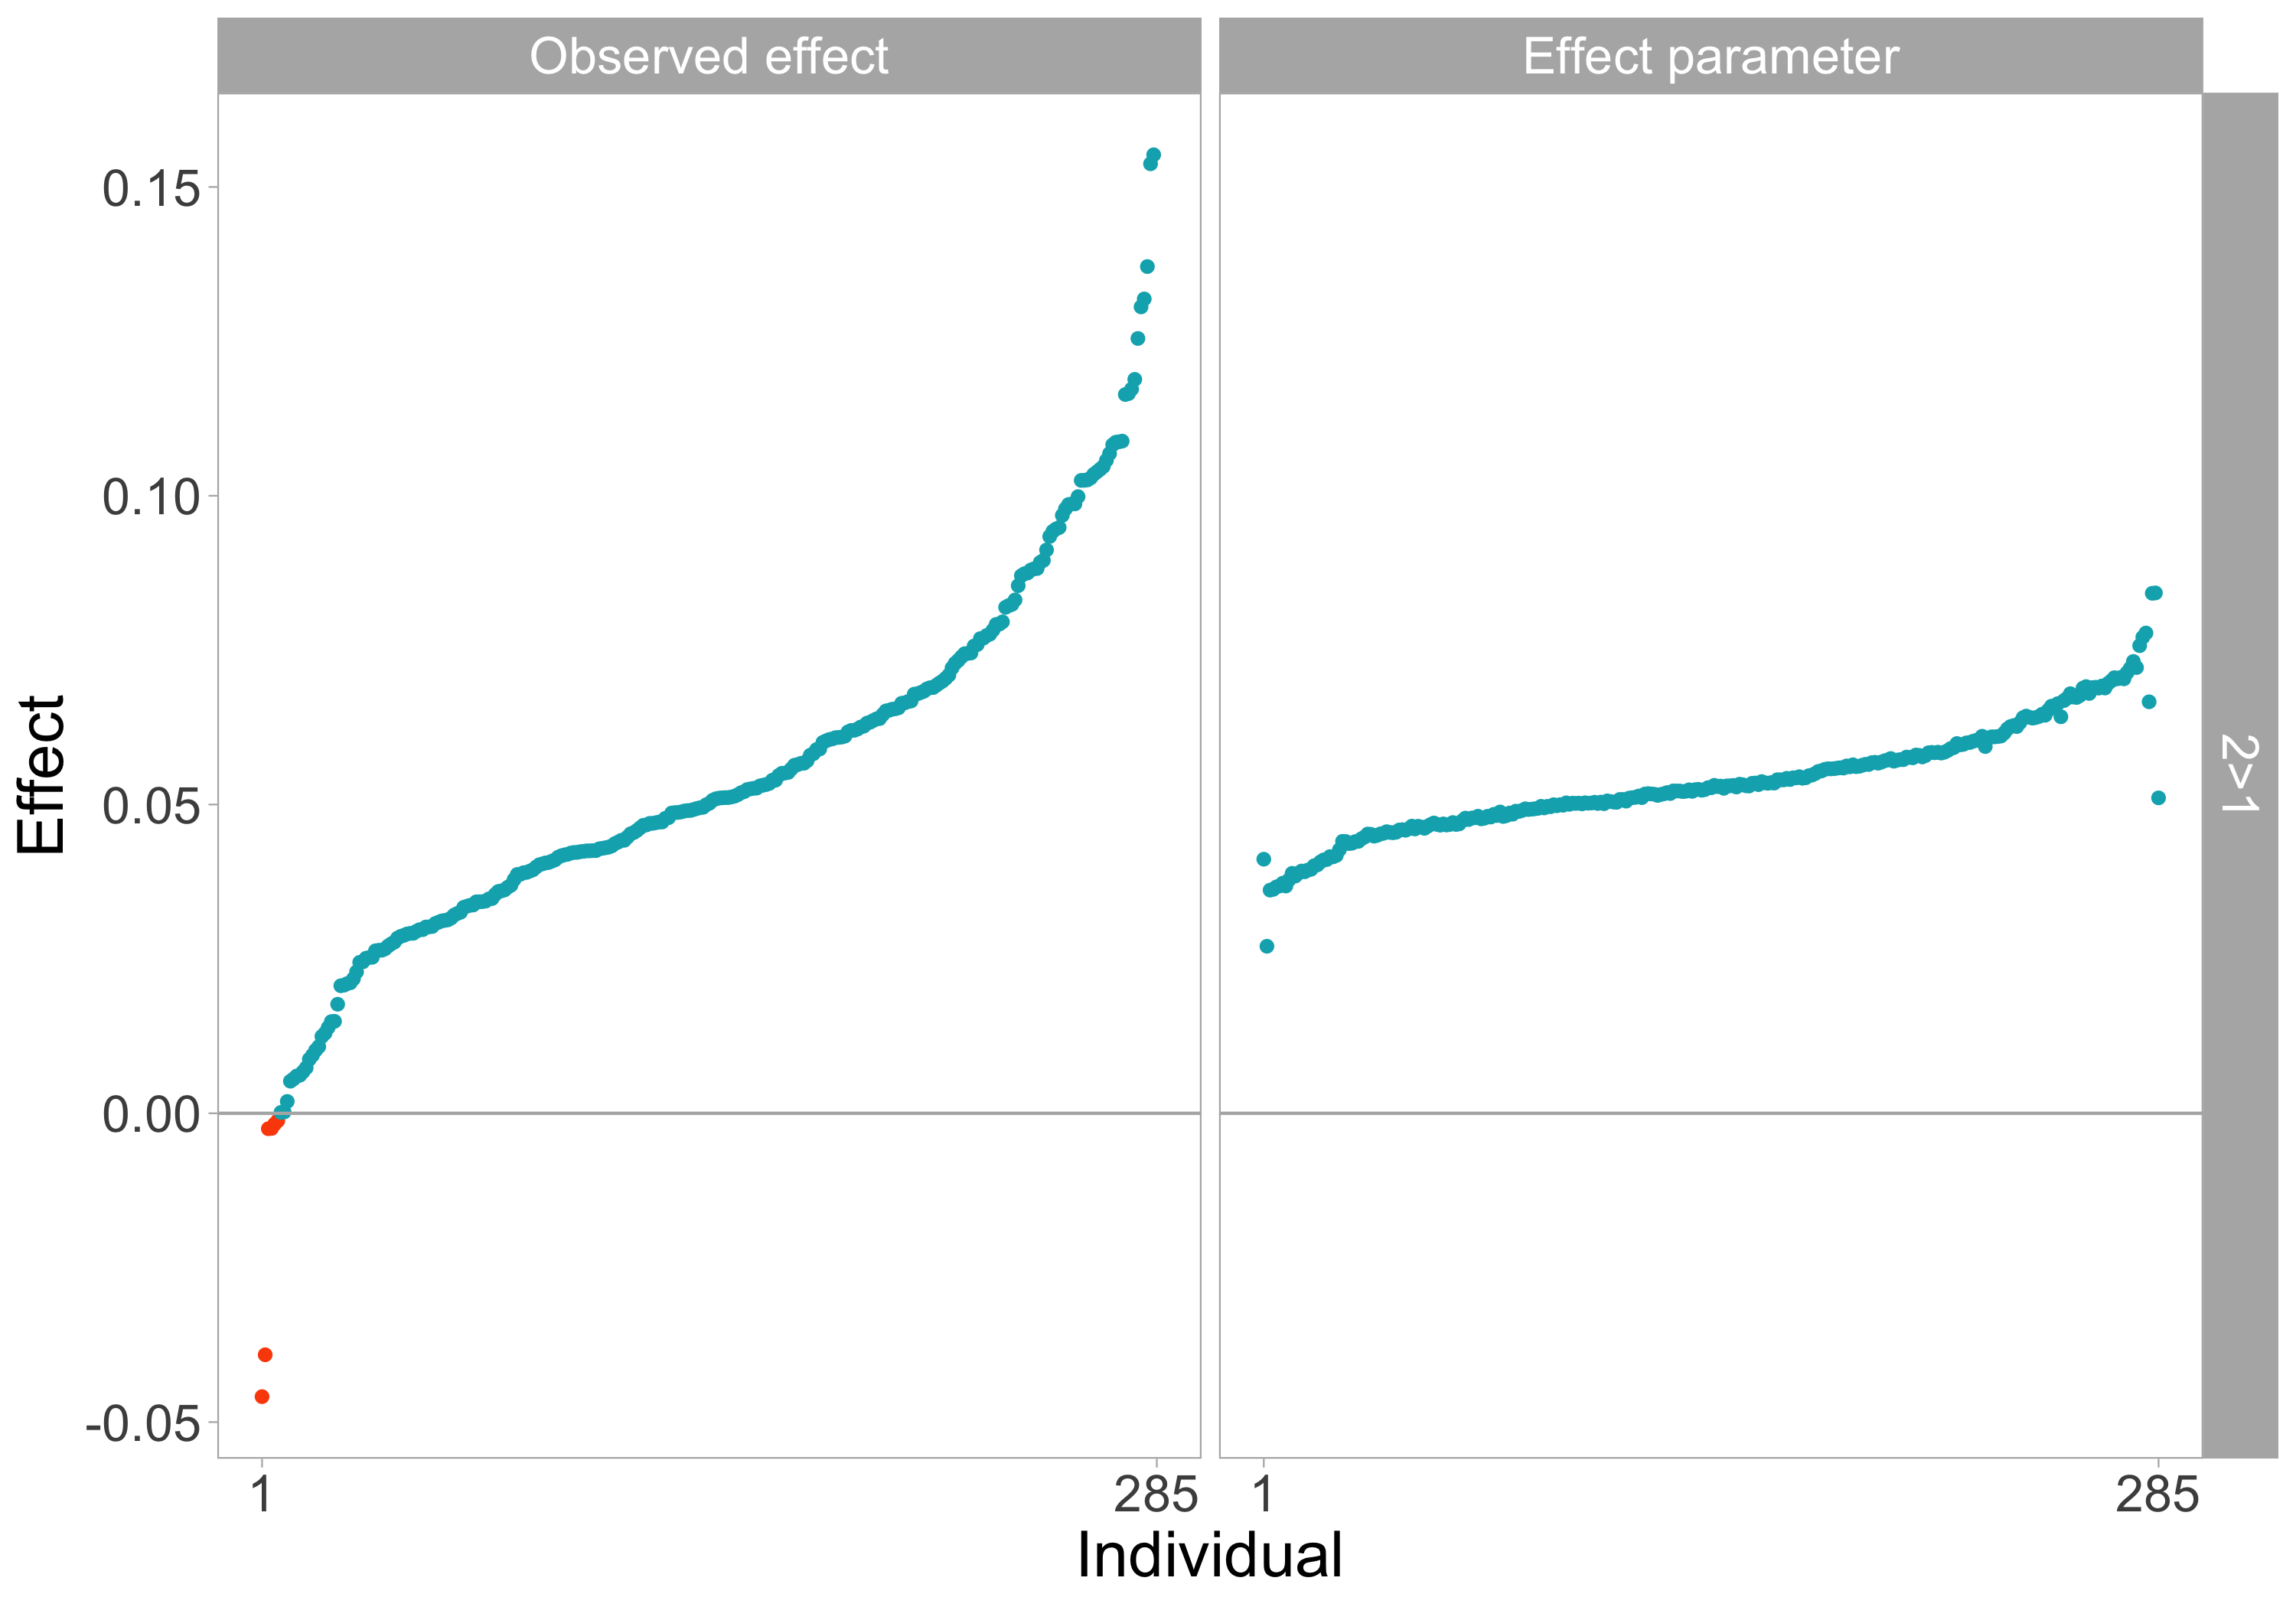 Observed effect
Effect parameter
0.15
0.10
0.05
0.00
-0.05
Effect
2<1
1
285
1
285
Individual